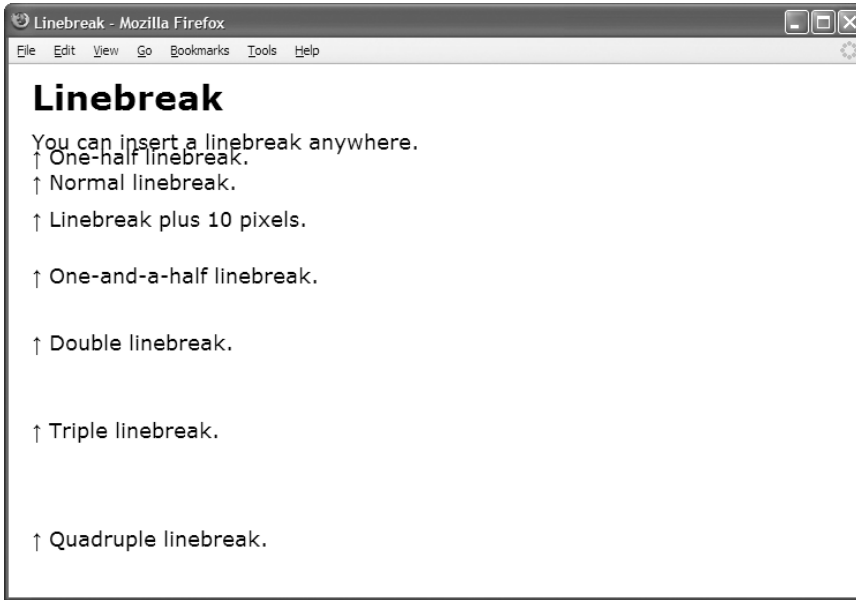 Linebreak - Mozilla Firefox
File Edit View Go Bookmarks Tools Help
Linebreak
You can insert a linebreak anywhere.
↑ One-half linebreak.
↑ Normal linebreak.
↑ Linebreak plus 10 pixels.
↑ One-and-a-half linebreak.
↑ Double linebreak.
↑ Triple linebreak.
↑ Quadruple linebreak.